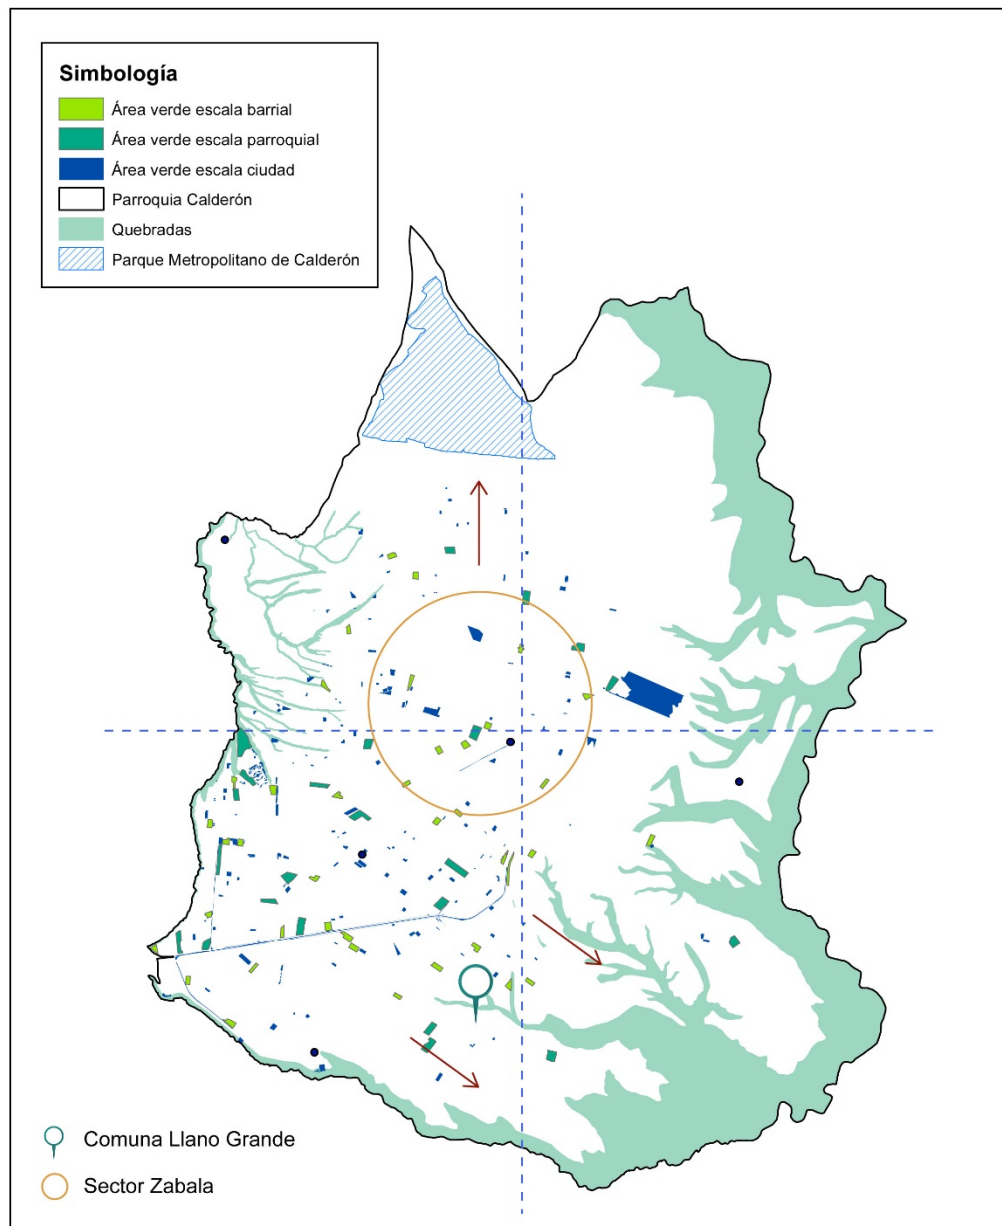 Simbología
Área verde escala barrial
Área verde escala parroquial
Área verde escala ciudad
Parroquia Calderón
Quebradas
Parque Metropolitano de Calderón
Comuna Llano Grande
Sector Zabala